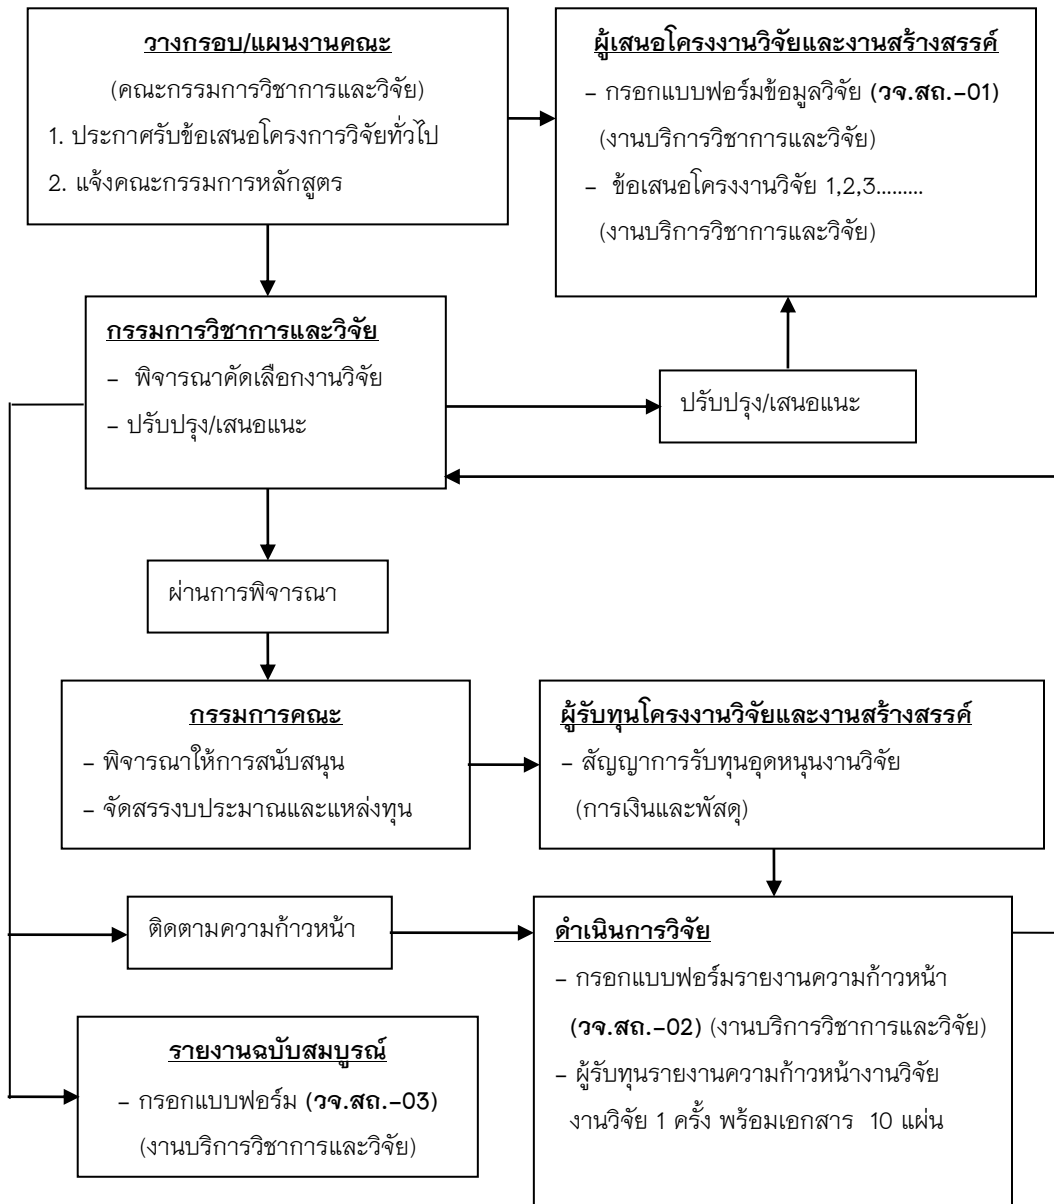 วางกรอบ/แผนงานคณะ
(คณะกรรมการวิชาการและวิจัย)
1. ประกาศรับข้อเสนอโครงการวิจัยทั่วไป
2. แจ้งคณะกรรมการหลักสูตร
ผู้เสนอโครงงานวิจัยและงานสร้างสรรค์
- กรอกแบบฟอร์มข้อมูลวิจัย (วจ.สถ.-01)
(งานบริการวิชาการและวิจัย)
- ข้อเสนอโครงงานวิจัย 1,2,3.........
(งานบริการวิชาการและวิจัย)
กรรมการวิชาการและวิจัย
- พิจารณาคัดเลือกงานวิจัย
- ปรับปรุง/เสนอแนะ
ปรับปรุง/เสนอแนะ
ผ่านการพิจารณา
กรรมการคณะ
- พิจารณาให้การสนับสนุน
- จัดสรรงบประมาณและแหล่งทุน
ผู้รับทุนโครงงานวิจัยและงานสร้างสรรค์
- สัญญาการรับทุนอุดหนุนงานวิจัย
(การเงินและพัสดุ)
ติดตามความก้าวหน้า
ดำเนินการวิจัย
- กรอกแบบฟอร์มรายงานความก้าวหน้า
(วจ.สถ.-02) (งานบริการวิชาการและวิจัย)
- ผู้รับทุนรายงานความก้าวหน้างานวิจัย
งานวิจัย 1 ครั้ง พร้อมเอกสาร 10 แผ่น
รายงานฉบับสมบูรณ์
- กรอกแบบฟอร์ม (วจ.สถ.-03)
(งานบริการวิชาการและวิจัย)